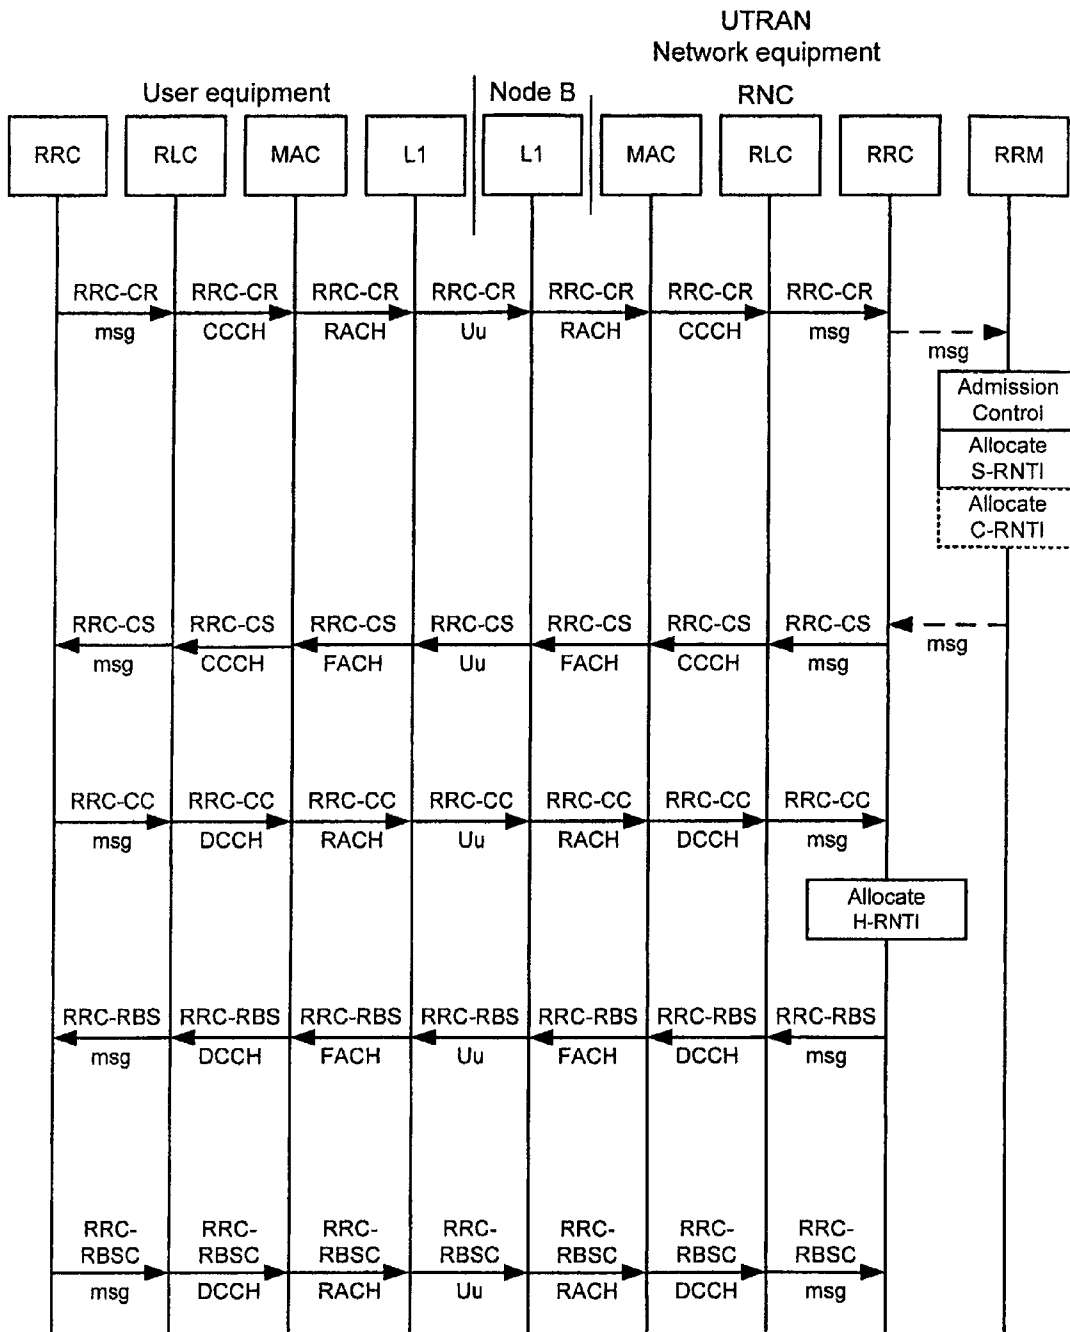 UTRAN
Network equipment
User equipment
Node B
RNC
RRC
RLC
MAC
L1
L1
MAC
RLC
RRC
RRM
RRC-CR
RRC-CR
RRC-CR
RRC-CR
RRC-CR
RRC-CR
RRC-CR
msg
CCCH
RACH
Uu
RACH
CCCH
msg
msg
Admission
Control
Allocate
S-RNTI
Allocate
C-RNTI
RRC-CS
RRC-CS
RRC-CS
RRC-CS
RRC-CS
RRC-CS
RRC-CS
msg
CCCH
FACH
Uu
FACH
CCCH
msg
msg
RRC-CC
RRC-CC
RRC-CC
RRC-CC
RRC-CC
RRC-CC
RRC-CC
msg
DCCH
RACH
Uu
RACH
DCCH
msg
Allocate
H-RNTI
RRC-RBS
RRC-RBS
RRC-RBS
RRC-RBS
RRC-RBS
RRC-RBS
RRC-RBS
msg
DCCH
FACH
Uu
FACH
DCCH
msg
RRC-
RBSC
RRC-
RBSC
RRC-
RBSC
RRC-
RBSC
RRC-
RBSC
RRC-
RBSC
RRC-
RBSC
msg
DCCH
RACH
Uu
RACH
DCCH
msg